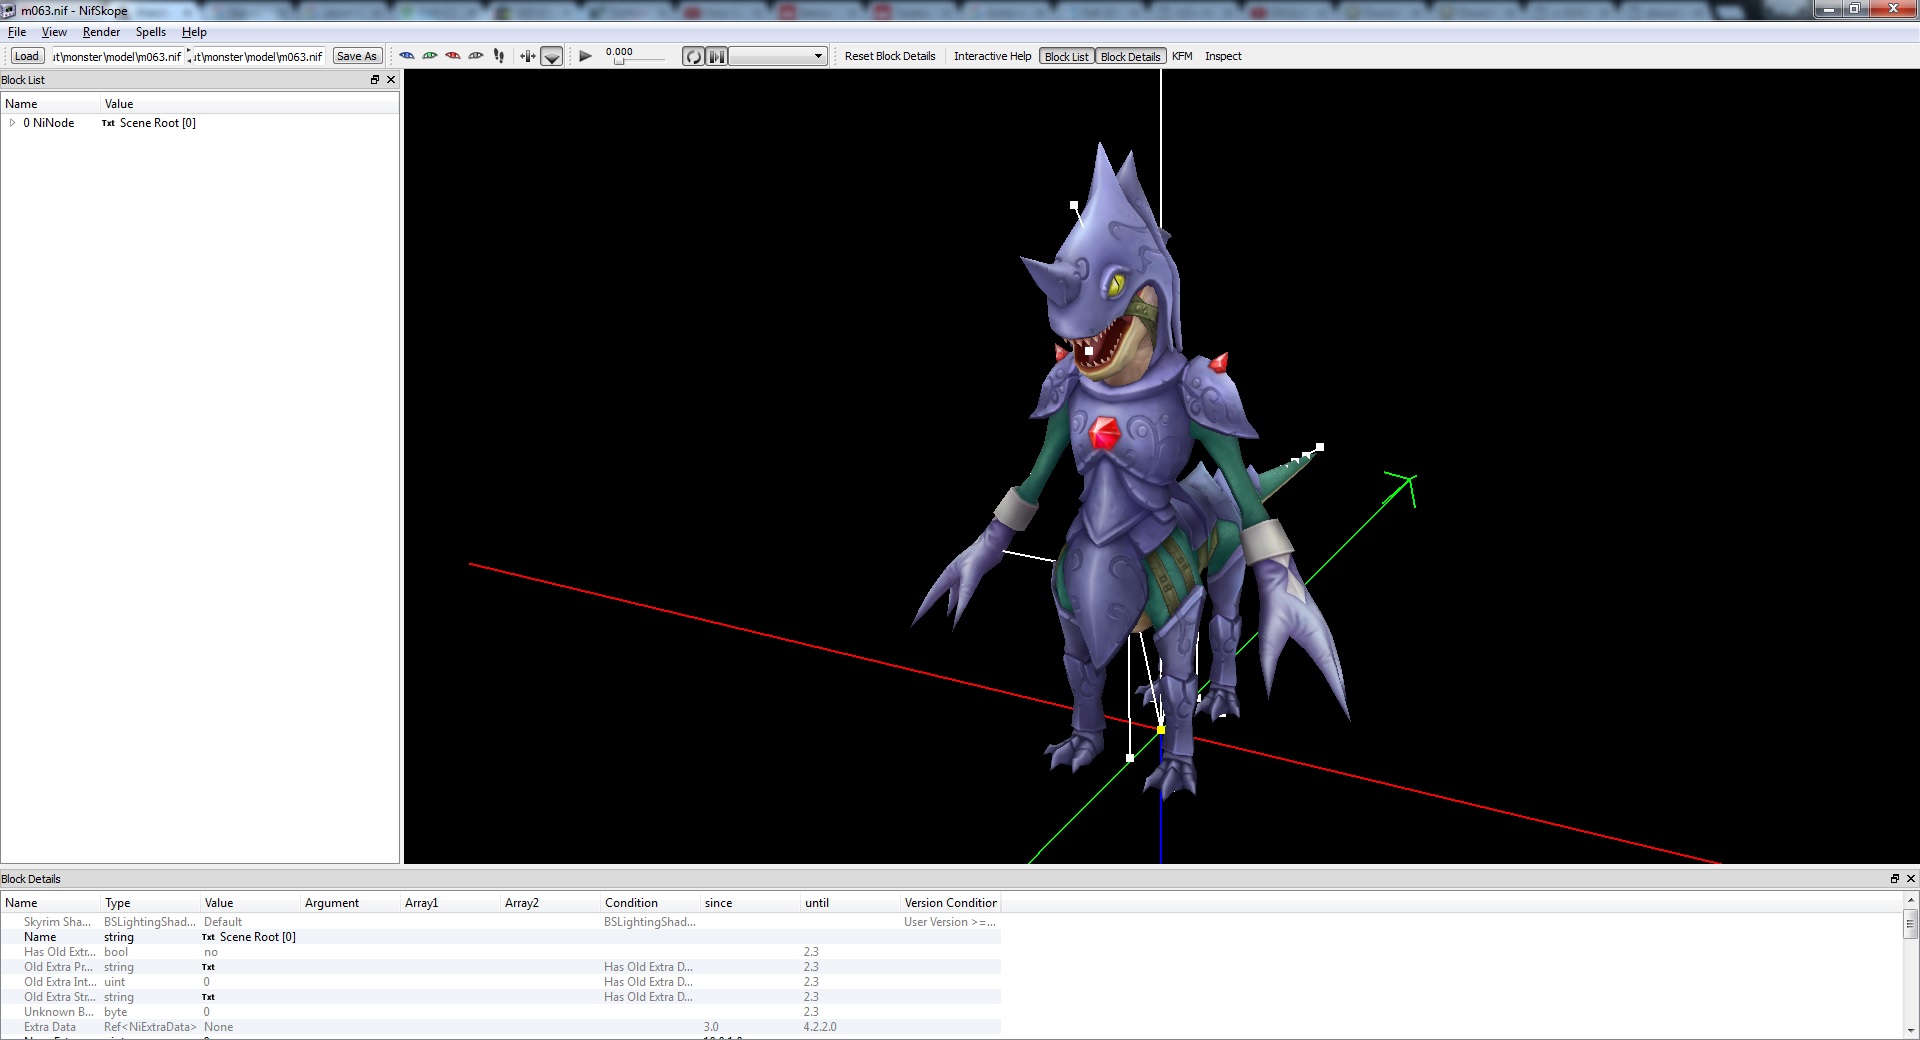 m063.nif - NifSkope
File View Render Spells Help
Load ut\monster\model\m063.nif ut\monster\model\m063.nif Save As 0.000 Reset Block Details Interactive Help Block List Block Details KFM Inspect
Block List
Name Value
0 NiNode Txt Scene Root [0]
Block Details
Name Type Value Argument Array1 Array2 Condition since until Version Condition
Skyrim Sha... BSLightingShad... Default BSLightingShad... User Version >=...
Name string Txt Scene Root [0]
Has Old Extr... bool no 2.3
Old Extra Pr... string Txt Has Old Extra D... 2.3
Old Extra Int... uint 0 Has Old Extra D... 2.3
Old Extra Str... string Txt Has Old Extra D... 2.3
Unknown B... byte 0 2.3
Extra Data Ref<NiExtraData> None 3.0 4.2.2.0